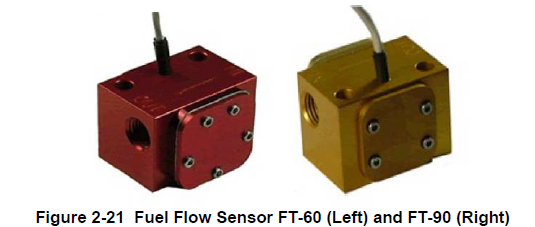 Figure 2-21 Fuel Flow Sensor FT-60 (Left) and FT-90 (Right)